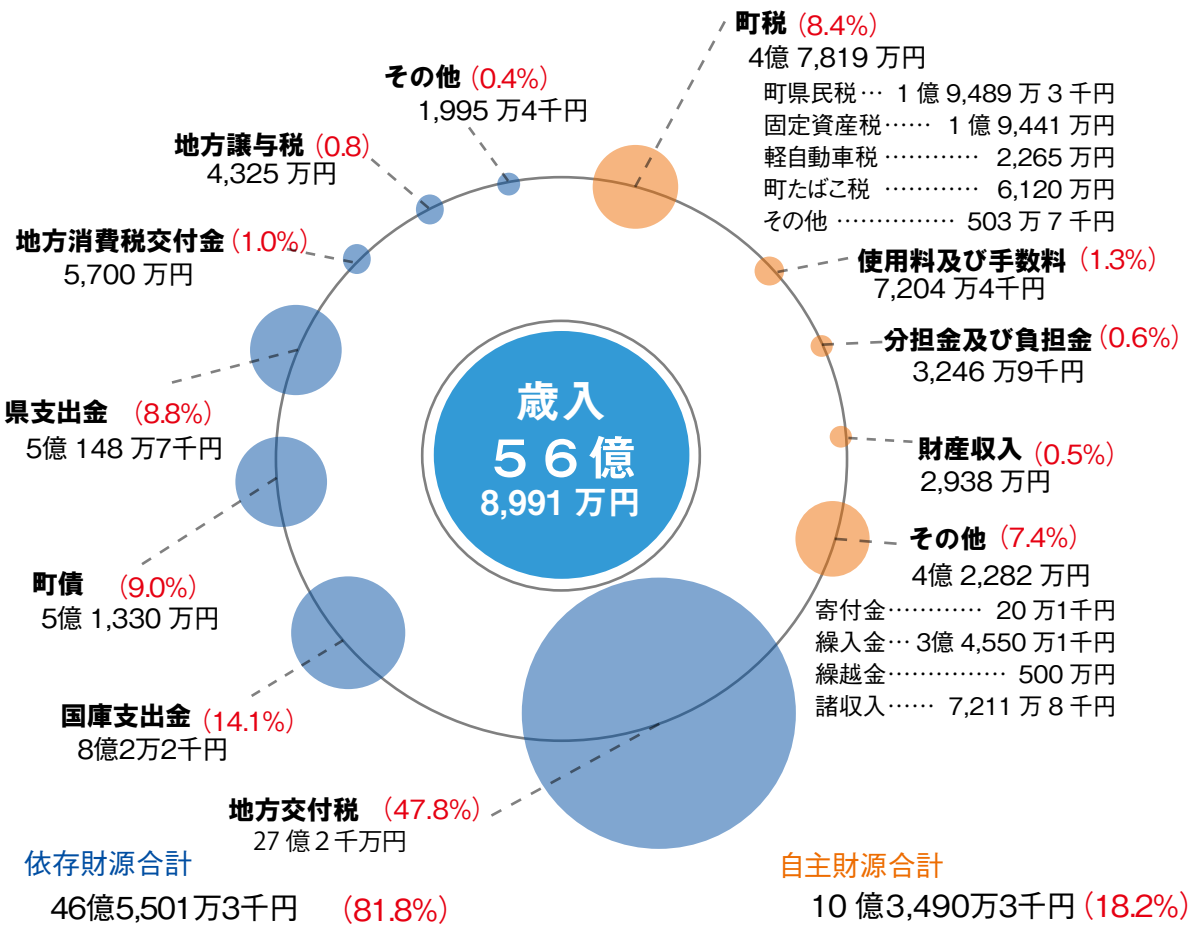 町税 (8.4%)
4億 7,819 万円
町県民税… 1 億 9,489 万 3 千円
固定資産税…… 1 億 9,441 万円
軽自動車税 ………… 2,265 万円
町たばこ税 ………… 6,120 万円
その他 …………… 503 万 7 千円
使用料及び手数料 (1.3%)
7,204 万4千円
分担金及び負担金 (0.6%)
3,246 万9千円
財産収入 (0.5%)
2,938 万円
その他 (7.4%)
4億 2,282 万円
寄付金………… 20 万1千円
繰入金… 3億 4,550 万1千円
繰越金…………… 500 万円
諸収入…… 7,211 万 8 千円
その他 (0.4%)
1,995 万4千円
地方譲与税 (0.8)
4,325 万円
地方消費税交付金 (1.0%)
5,700 万円
県支出金 (8.8%)
5億 148 万7千円
町債 (9.0%)
5億 1,330 万円
国庫支出金 (14.1%)
8億2万2千円
地方交付税 (47.8%)
27 億 2 千万円
歳入
５６億
8,991 万円
依存財源合計
46億5,501万3千円 (81.8%)
自主財源合計
10 億3,490万3千円 (18.2%)